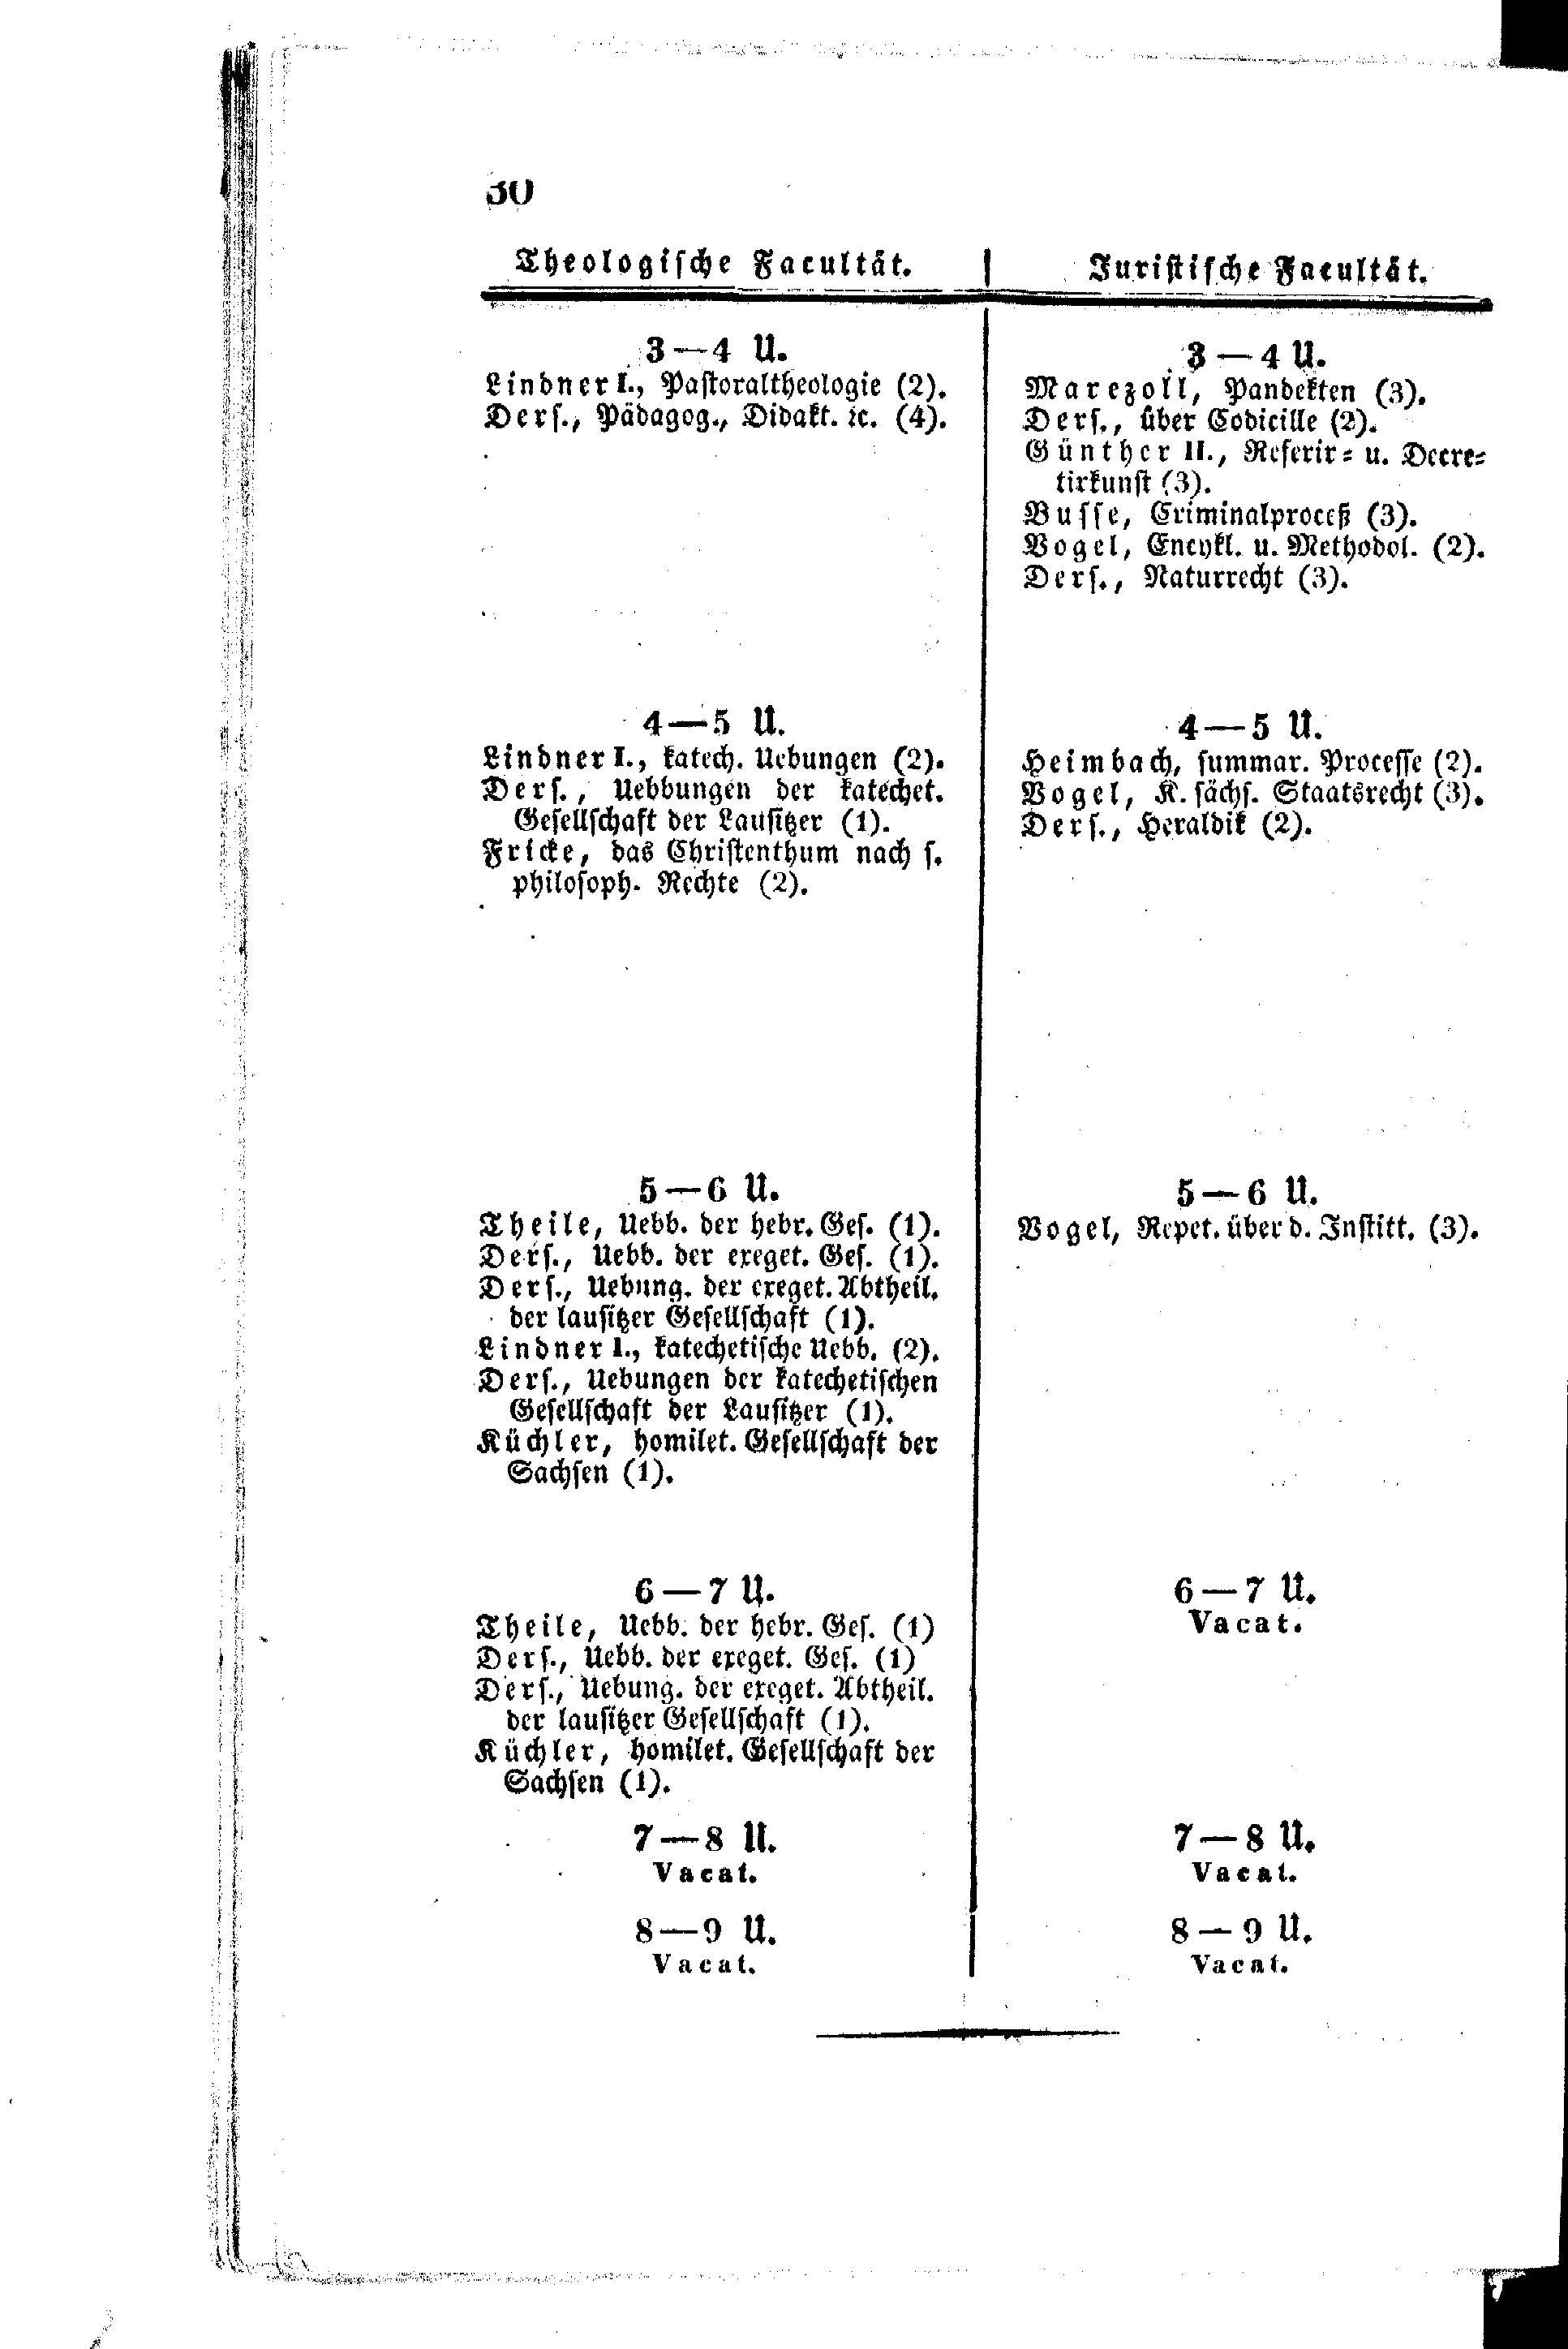 30
Theologische Facultät.
3—4 U.
Lindner I., Pastoraltheologie (2).
Ders., Pädagog., Didakt. ꝛc. (4).
4—5 U.
Lindner I., katech. Uebungen (2).
Ders., Uebbungen der katechet.
Gesellschaft der Lausitzer (1).
Fricke, das Christenthum nach s.
philosoph. Rechte (2).
5—6 U.
Theile, Uebb. der hebr. Ges. (1).
Ders., Uebb. der exeget. Ges. (1).
Ders., Uebung. der exeget. Abtheil.
der lausitzer Gesellschaft (1).
Lindner I., katechetische Uebb. (2).
Ders., Uebungen der katechetischen
Gesellschaft der Lausitzer (1).
Küchler, homilet. Gesellschaft der
Sachsen (1).
6—7 U.
Theile, Uebb. der hebr. Ges. (1)
Ders., Uebb. der exeget. Ges. (1)
Ders., Uebung. der exeget. Abtheil.
der lausitzer Gesellschaft (1).
Küchler, homilet. Gesellschaft der
Sachsen (1).
7—8 U.
Vacat.
8—9 U.
Vacat.
Juristische Facultät.
3—4 U.
Marezoll, Pandekten (3).
Ders., über Codicille (2).
Günther II., Referir- u. Decre-
tirkunst (3).
Busse, Criminalproceß (3).
Vogel, Encykl. u. Methodol. (2).
Ders., Naturrecht (3).
4—5 U.
Heimbach, summar. Processe (2).
Vogel, K. sächs. Staatsrecht (3).
Ders., Heraldik (2).
5—6 U.
Vogel, Repet. über d. Institt. (3).
6—7 U.
Vacat.
7—8 U.
Vacat.
8—9 U.
Vacat.